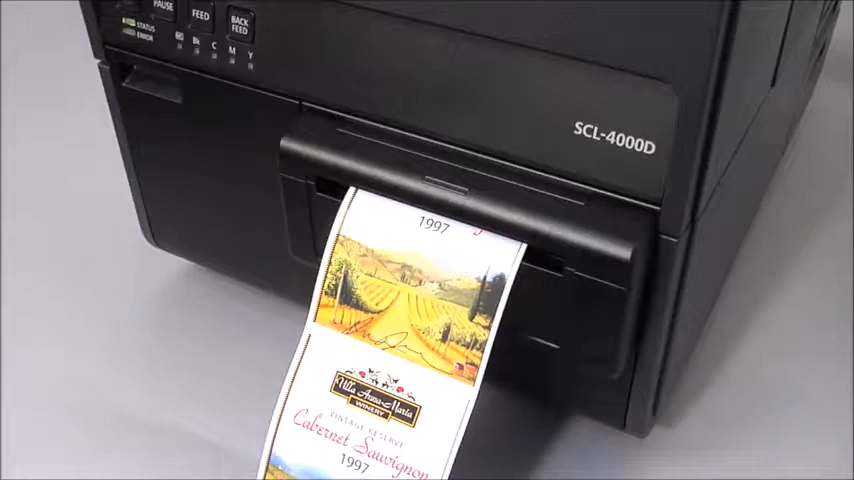 PAUSE
FEED
BACK
FEED
STATUS
ERROR
Bk C M Y
SCL-4000D
1997
Villa Anna-Maria
WINERY
VINTAGE RESERVE
Cabernet Sauvignon
1997